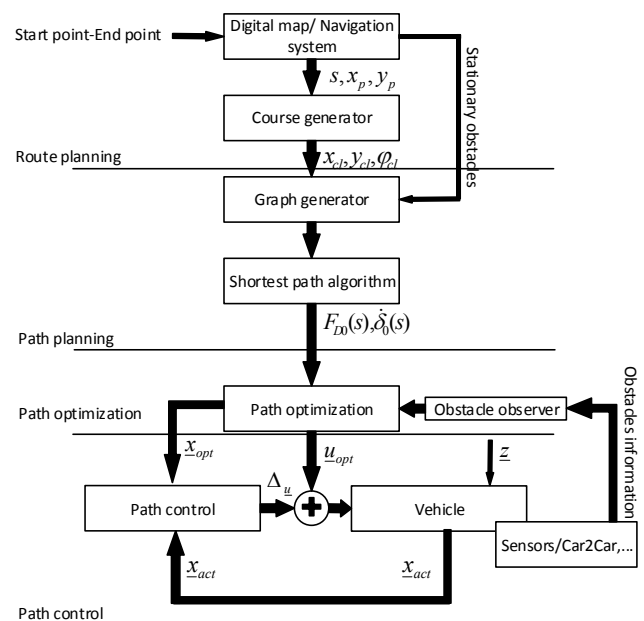 Start point-End point
Digital map/ Navigation
system
Stationary obstacles
s, x_p, y_p
Course generator
Route planning
x_cl, y_cl, φ_cl
Graph generator
Shortest path algorithm
F_D0(s), δ̇_0(s)
Path planning
Path optimization
Obstacle observer
Obstacles information
Path optimization
x_opt
u_opt
z
Δ_u
Path control
+
Vehicle
Sensors/Car2Car,...
x_act
x_act
Path control